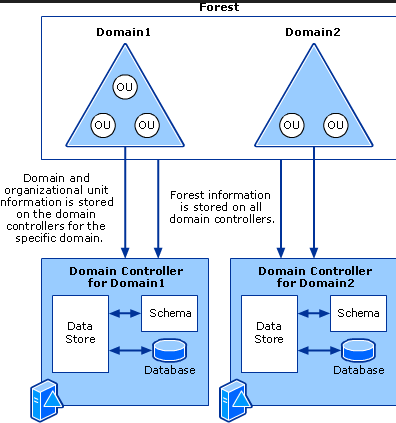 Forest
Domain1
Domain2
OU
OU
OU
OU
OU
Domain and
organizational unit
nformation is stored
on the domain
controllers for the
specific domain.
Forest information
is stored on all
domain controllers.
Domain Controller
for Domain1
Data
Store
Schema
Database
Domain Controller
for Domain2
Data
Store
Schema
Database